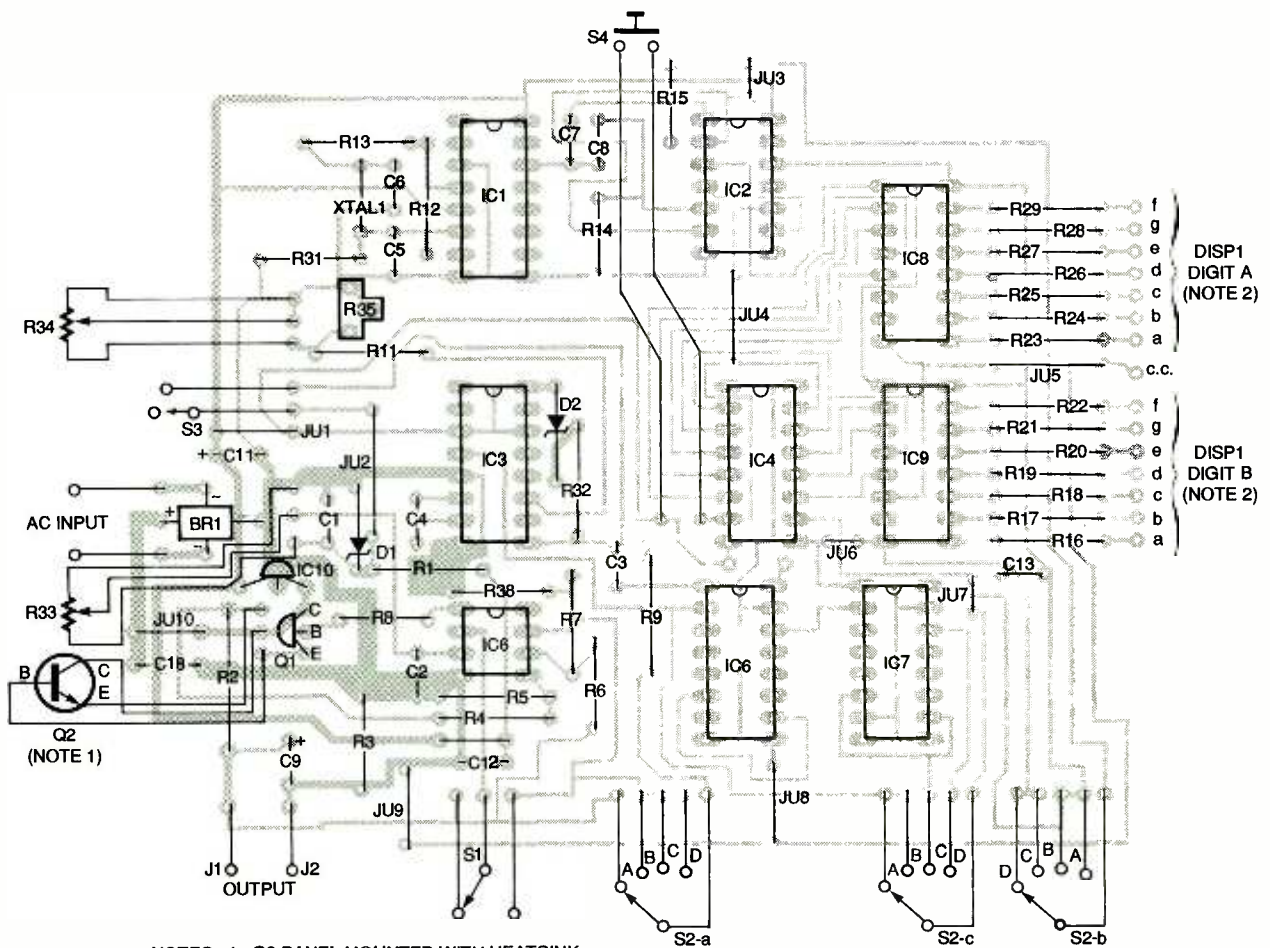 S4
JU3
R15
R13
C7
C8
IC1
IC2
C6
XTAL1
R12
C5
R14
R31
IC8
R29
f
R28
g
R27
e
R26
d
R25
c
R24
b
R23
a
DISP1
DIGIT A
(NOTE 2)
R34
R35
JU4
R11
JU5
C.C.
S3
JU1
D2
R22
f
R21
g
R20
e
R19
d
R18
c
R17
b
R16
a
DISP1
DIGIT B
(NOTE 2)
+ C11 -
JU2
IC3
IC4
IC9
R32
AC INPUT
+
~
BR1
-
~
C1
C4
D1
R1
IC10
JU6
C3
C13
R38
R33
JU10
R8
R7
R9
JU7
C
B
E
Q1
IC6
IC6
IC7
- C18 +
R2
C2
R6
B
C
E
R5
R4
Q2
(NOTE 1)
R3
+
C9
- C12 -
JU9
JU8
S1
A
B
C
D
A
B
C
D
D
C
B
A
J1
J2
OUTPUT
S2-a
S2-c
S2-b